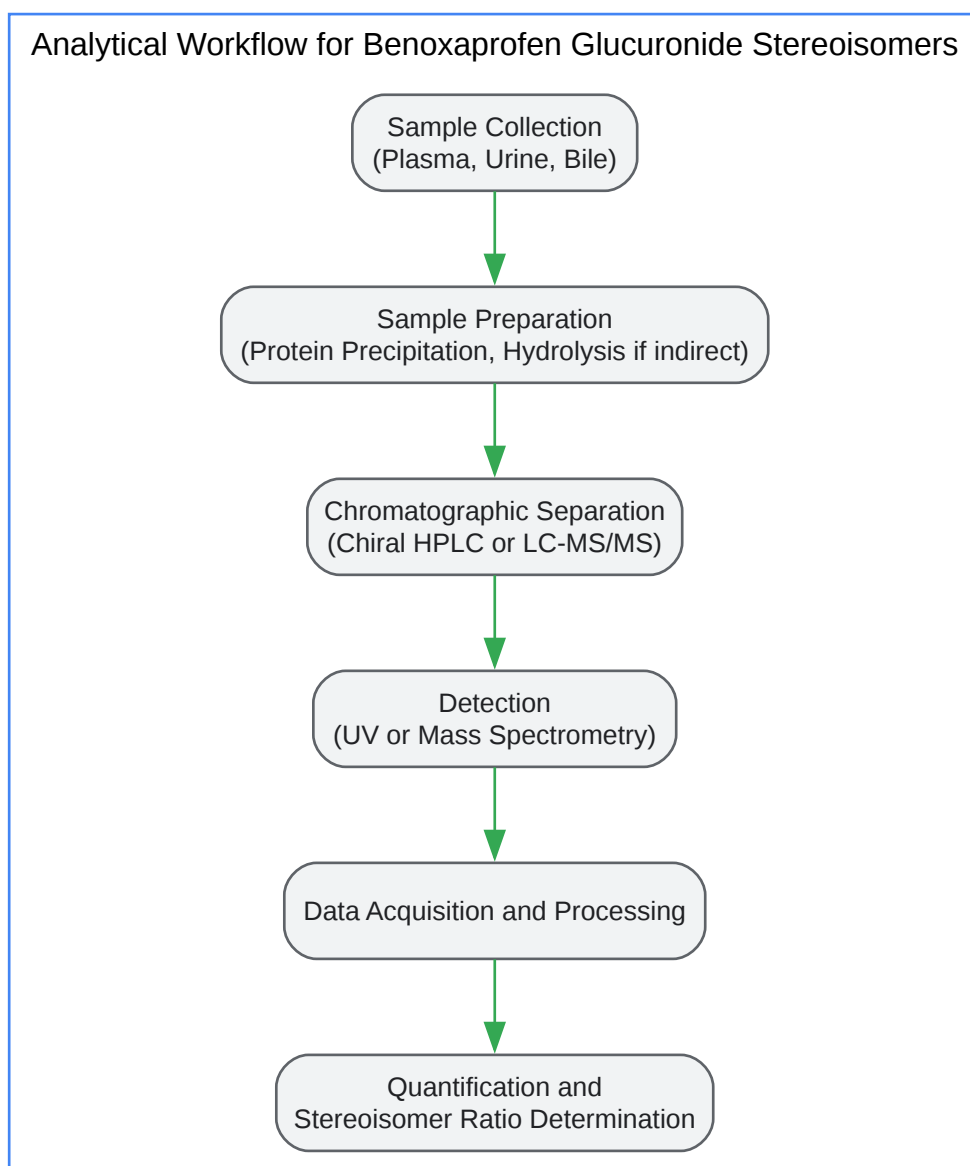 Analytical Workflow for Benoxaprofen Glucuronide Stereoisomers
Sample Collection
(Plasma, Urine, Bile)
Sample Preparation
(Protein Precipitation, Hydrolysis if indirect)
Chromatographic Separation
(Chiral HPLC or LC-MS/MS)
Detection
(UV or Mass Spectrometry)
Data Acquisition and Processing
Quantification and
Stereoisomer Ratio Determination